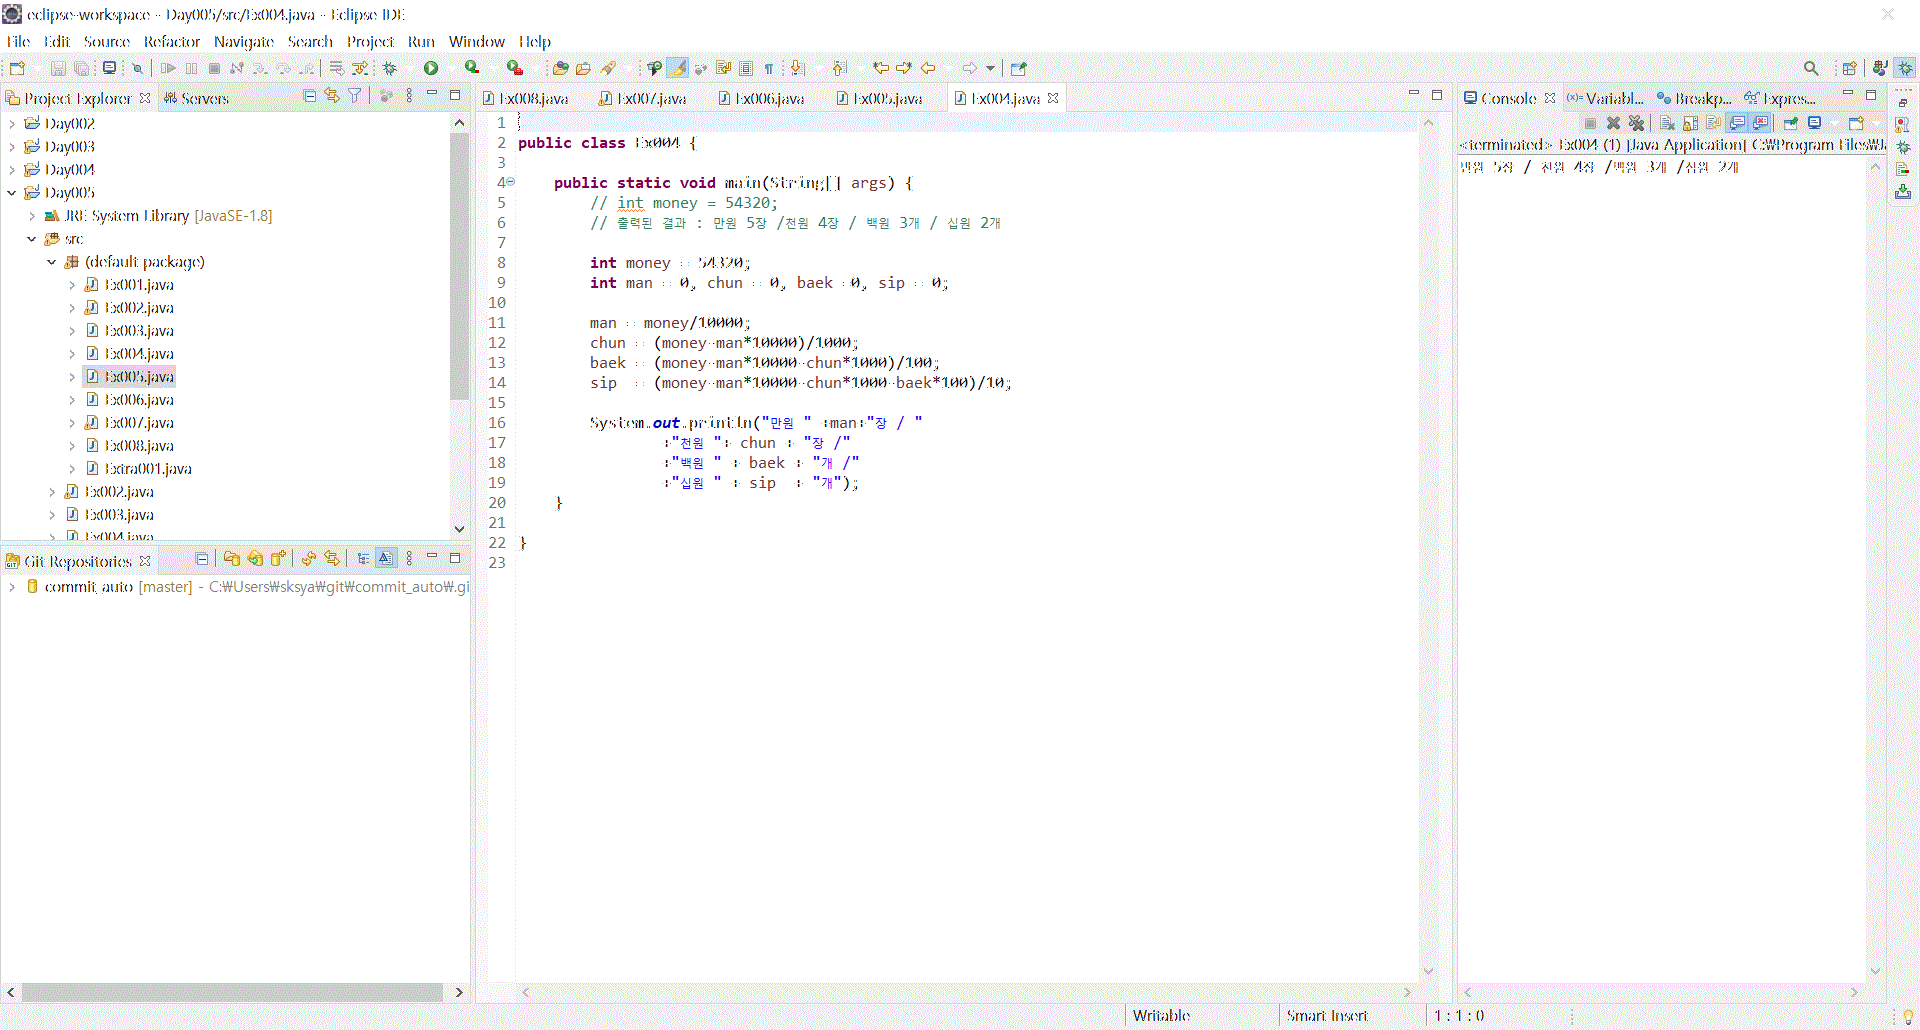 eclipse-workspace - Day005/src/Ex004.java - Eclipse IDE
File Edit Source Refactor Navigate Search Project Run Window Help
Project Explorer
Servers
Day002
Day003
Day004
Day005
JRE System Library [JavaSE-1.8]
src
(default package)
Ex001.java
Ex002.java
Ex003.java
Ex004.java
Ex005.java
Ex006.java
Ex007.java
Ex008.java
Extra001.java
Ex002.java
Ex003.java
Ex004.java
Git Repositories
commit_auto [master] - C:₩Users₩sksya₩git₩commit_auto₩.gi
Ex008.java Ex007.java Ex006.java Ex005.java Ex004.java
1
2 public class Ex004 {
3
4 public static void main(String[] args) {
5 // int money = 54320;
6 // 출력된 결과 : 만원 5장 /천원 4장 / 백원 3개 / 십원 2개
7
8 int money = 54320;
9 int man = 0, chun = 0, baek =0, sip = 0;
10
11 man = money/10000;
12 chun = (money-man*10000)/1000;
13 baek = (money-man*10000-chun*1000)/100;
14 sip = (money-man*10000-chun*1000-baek*100)/10;
15
16 System.out.println("만원 " +man+"장 / "
17 +"천원 "+ chun + "장 /"
18 +"백원 " + baek + "개 /"
19 +"십원 " + sip + "개");
20 }
21
22 }
23
Console (x)= Variabl... Breakp... Expres...
<terminated> Ex004 (1) [Java Application] C:₩Program Files₩Ja
만원 5장 / 천원 4장 /백원 3개 /십원 2개
Writable
Smart Insert
1 : 1 : 0